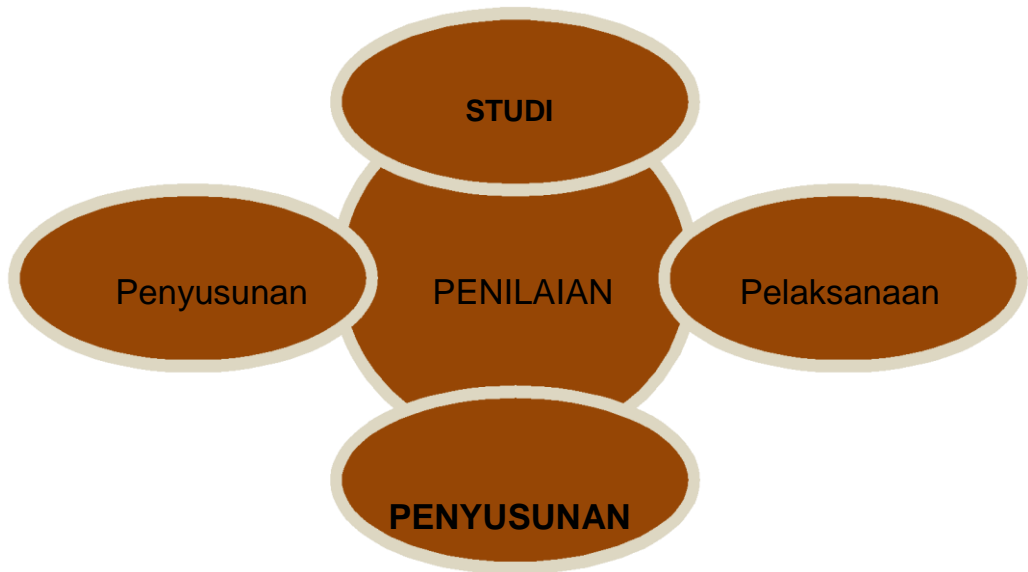 STUDI
Penyusunan
PENILAIAN
Pelaksanaan
PENYUSUNAN